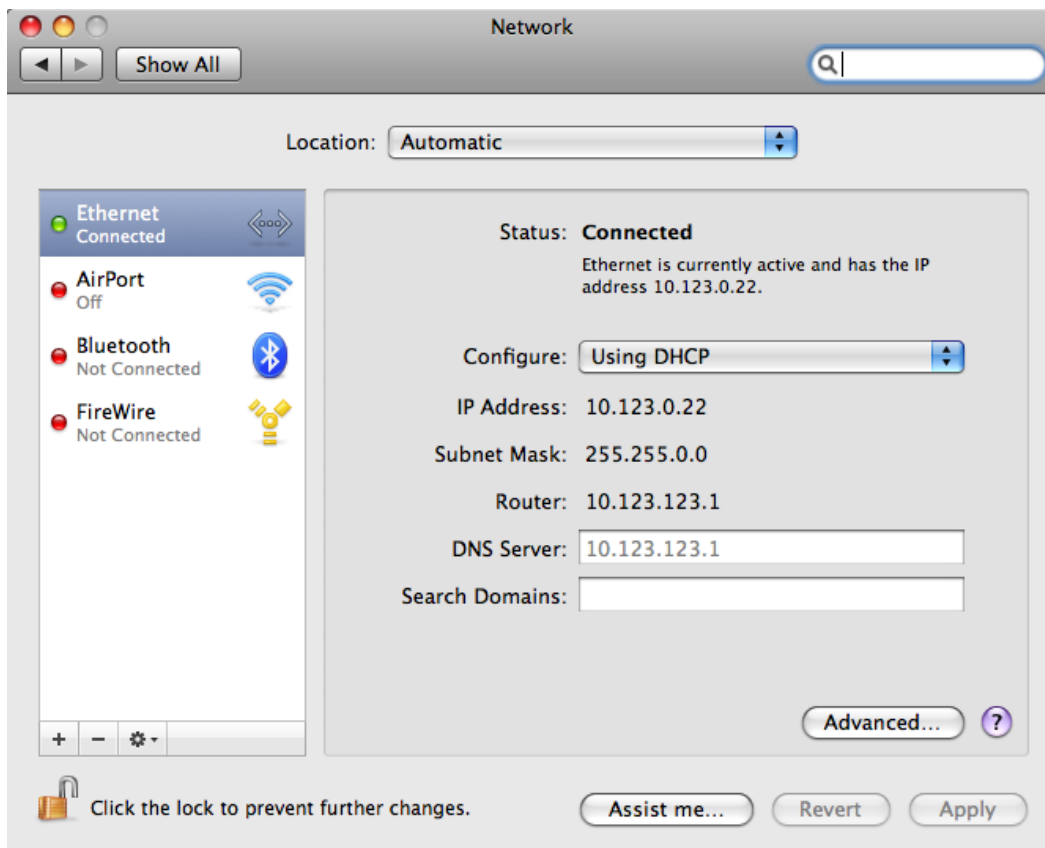 Network
Show All
Location: Automatic
Ethernet
Connected
AirPort
Off
Bluetooth
Not Connected
FireWire
Not Connected
Status: Connected
Ethernet is currently active and has the IP
address 10.123.0.22.
Configure: Using DHCP
IP Address: 10.123.0.22
Subnet Mask: 255.255.0.0
Router: 10.123.123.1
DNS Server: 10.123.123.1
Search Domains:
Advanced... ?
Click the lock to prevent further changes.
Assist me... Revert Apply